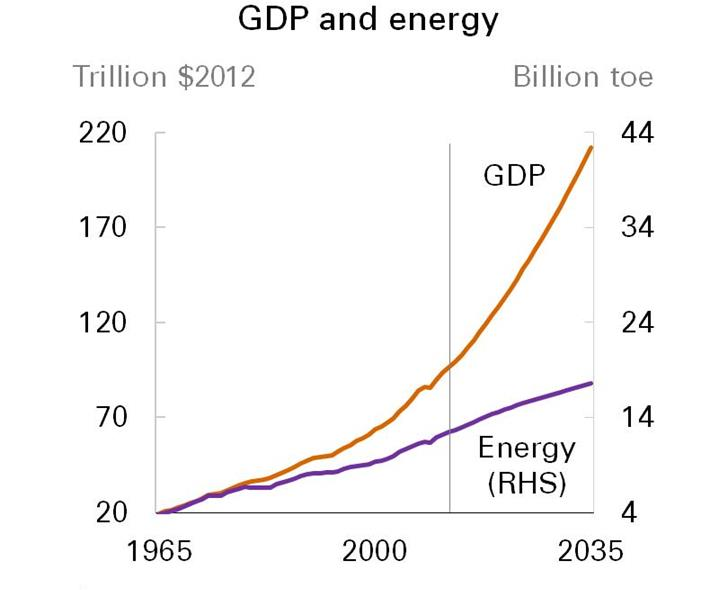 GDP and energy
Trillion $2012 Billion toe
220 44
GDP
170 34
120 24
70 14
Energy
(RHS)
20 4
1965 2000 2035